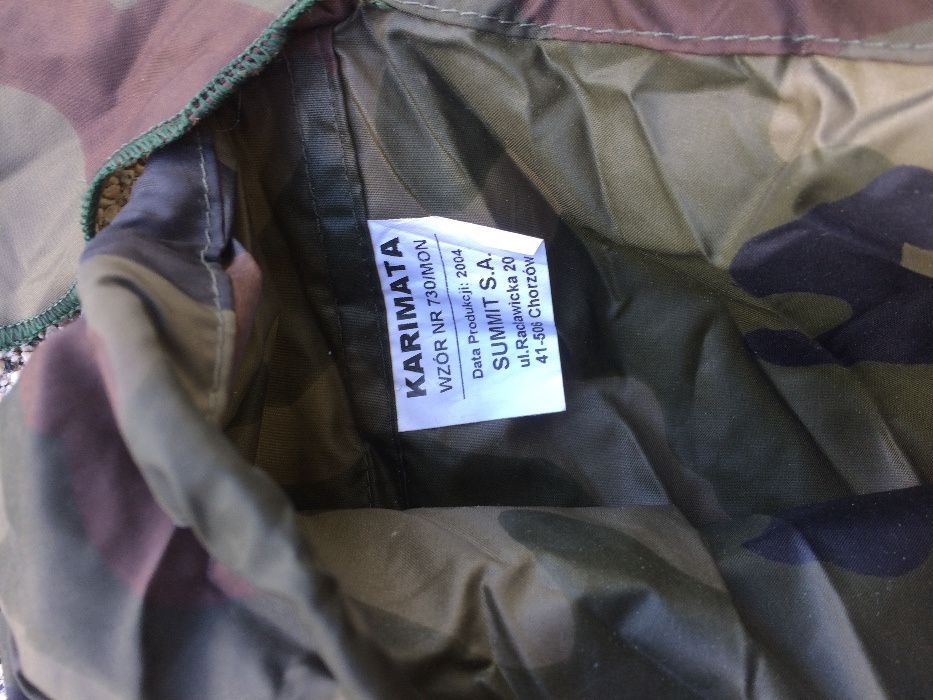 KARIMATA
WZÓR NR 730/MON
Data Produkcji: 2004
SUMMIT S.A.
ul.Racławicka 20
41-506 Chorzów